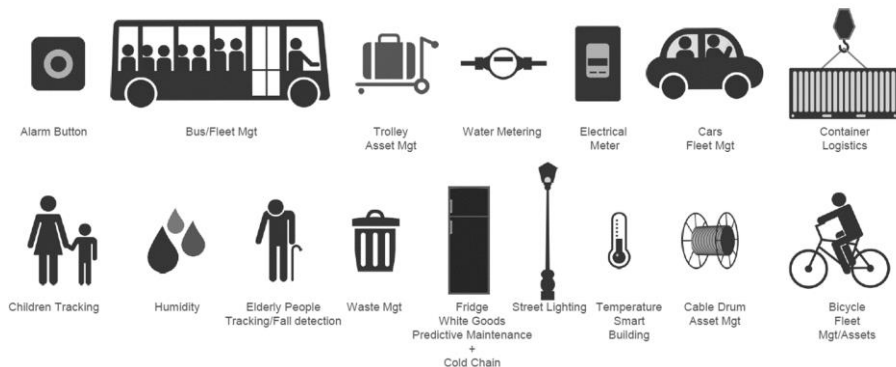 Alarm Button
Bus/Fleet Mgt
Trolley
Asset Mgt
Water Metering
Electrical
Meter
Cars
Fleet Mgt
Container
Logistics
Children Tracking
Humidity
Elderly People
Tracking/Fall detection
Waste Mgt
Fridge
White Goods
Predictive Maintenance
+
Cold Chain
Street Lighting
Temperature
Smart
Building
Cable Drum
Asset Mgt
Bicycle
Fleet
Mgt/Assets